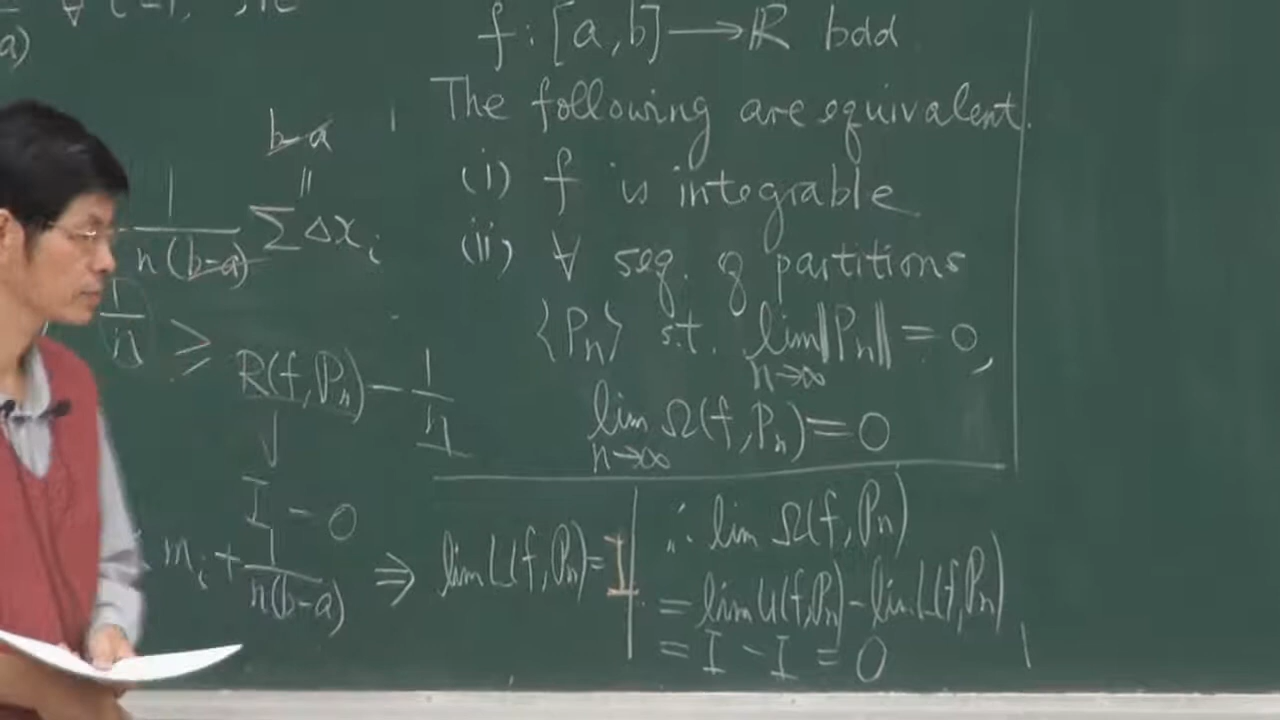 f : [a, b] → ℝ bdd
The following are equivalent.
(i) f is integrable
(ii) ∀ seq. of partitions
⟨Pₙ⟩ s.t. lim ‖Pₙ‖ = 0,
n→∞
lim Ω(f, Pₙ) = 0
n→∞
a)
b-a
||
1
n(b-a) Σ Δxᵢ
1
n ≥ R(f, Pₙ) - 1
n
↓
I - 0
mᵢ + 1
n(b-a)
⇒ lim L(f, Pₙ) = I
∴ lim Ω(f, Pₙ)
= lim U(f, Pₙ) - lim L(f, Pₙ)
= I - I = 0